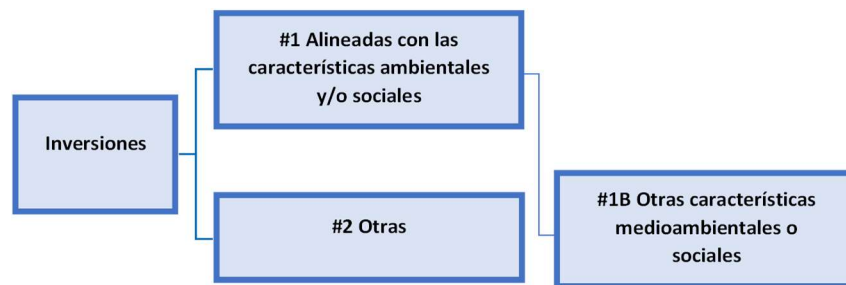 #1 Alineadas con las
características ambientales
y/o sociales
Inversiones
#2 Otras
#1B Otras características
medioambientales o
sociales